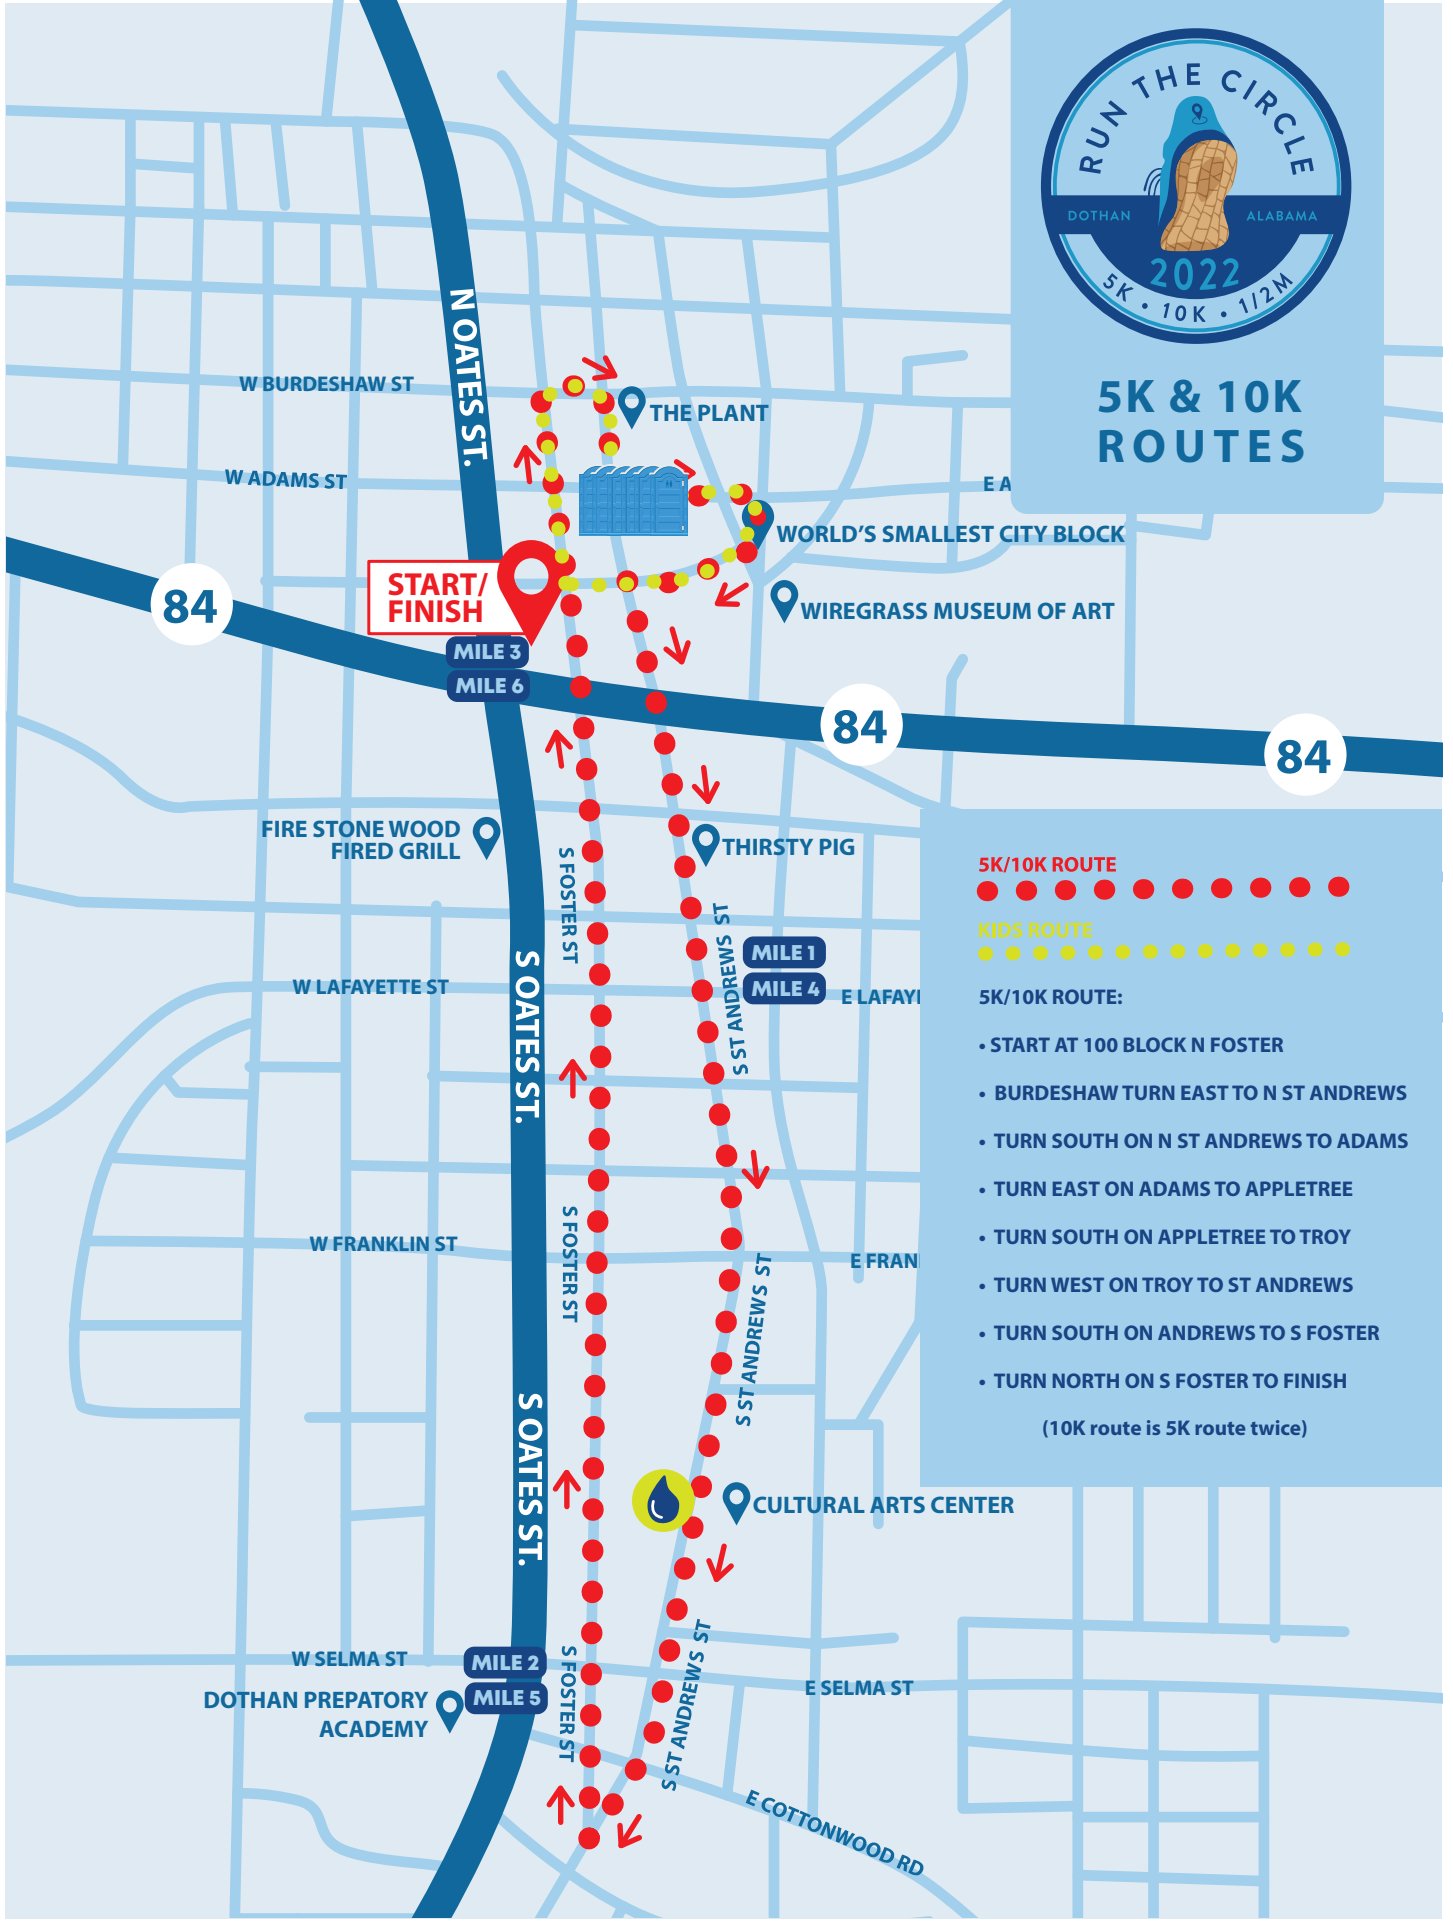 RUN THE CIRCLE
DOTHAN
ALABAMA
2022
5K • 10K • 1/2M
5K & 10K
ROUTES
N OATES ST.
W BURDESHAW ST
THE PLANT
W ADAMS ST
E A
WORLD'S SMALLEST CITY BLOCK
START/
FINISH
84
WIREGRASS MUSEUM OF ART
MILE 3
MILE 6
84
84
FIRE STONE WOOD
FIRED GRILL
S FOSTER ST
THIRSTY PIG
S ST ANDREWS ST
MILE 1
MILE 4
S OATES ST.
W LAFAYETTE ST
E LAFAY
S FOSTER ST
W FRANKLIN ST
E FRAN
S ST ANDREWS ST
S OATES ST.
CULTURAL ARTS CENTER
W SELMA ST
MILE 2
MILE 5
S FOSTER ST
S ST ANDREWS ST
E SELMA ST
DOTHAN PREPATORY
ACADEMY
E COTTONWOOD RD
5K/10K ROUTE
KIDS ROUTE
5K/10K ROUTE:
• START AT 100 BLOCK N FOSTER
• BURDESHAW TURN EAST TO N ST ANDREWS
• TURN SOUTH ON N ST ANDREWS TO ADAMS
• TURN EAST ON ADAMS TO APPLETREE
• TURN SOUTH ON APPLETREE TO TROY
• TURN WEST ON TROY TO ST ANDREWS
• TURN SOUTH ON ANDREWS TO S FOSTER
• TURN NORTH ON S FOSTER TO FINISH
(10K route is 5K route twice)